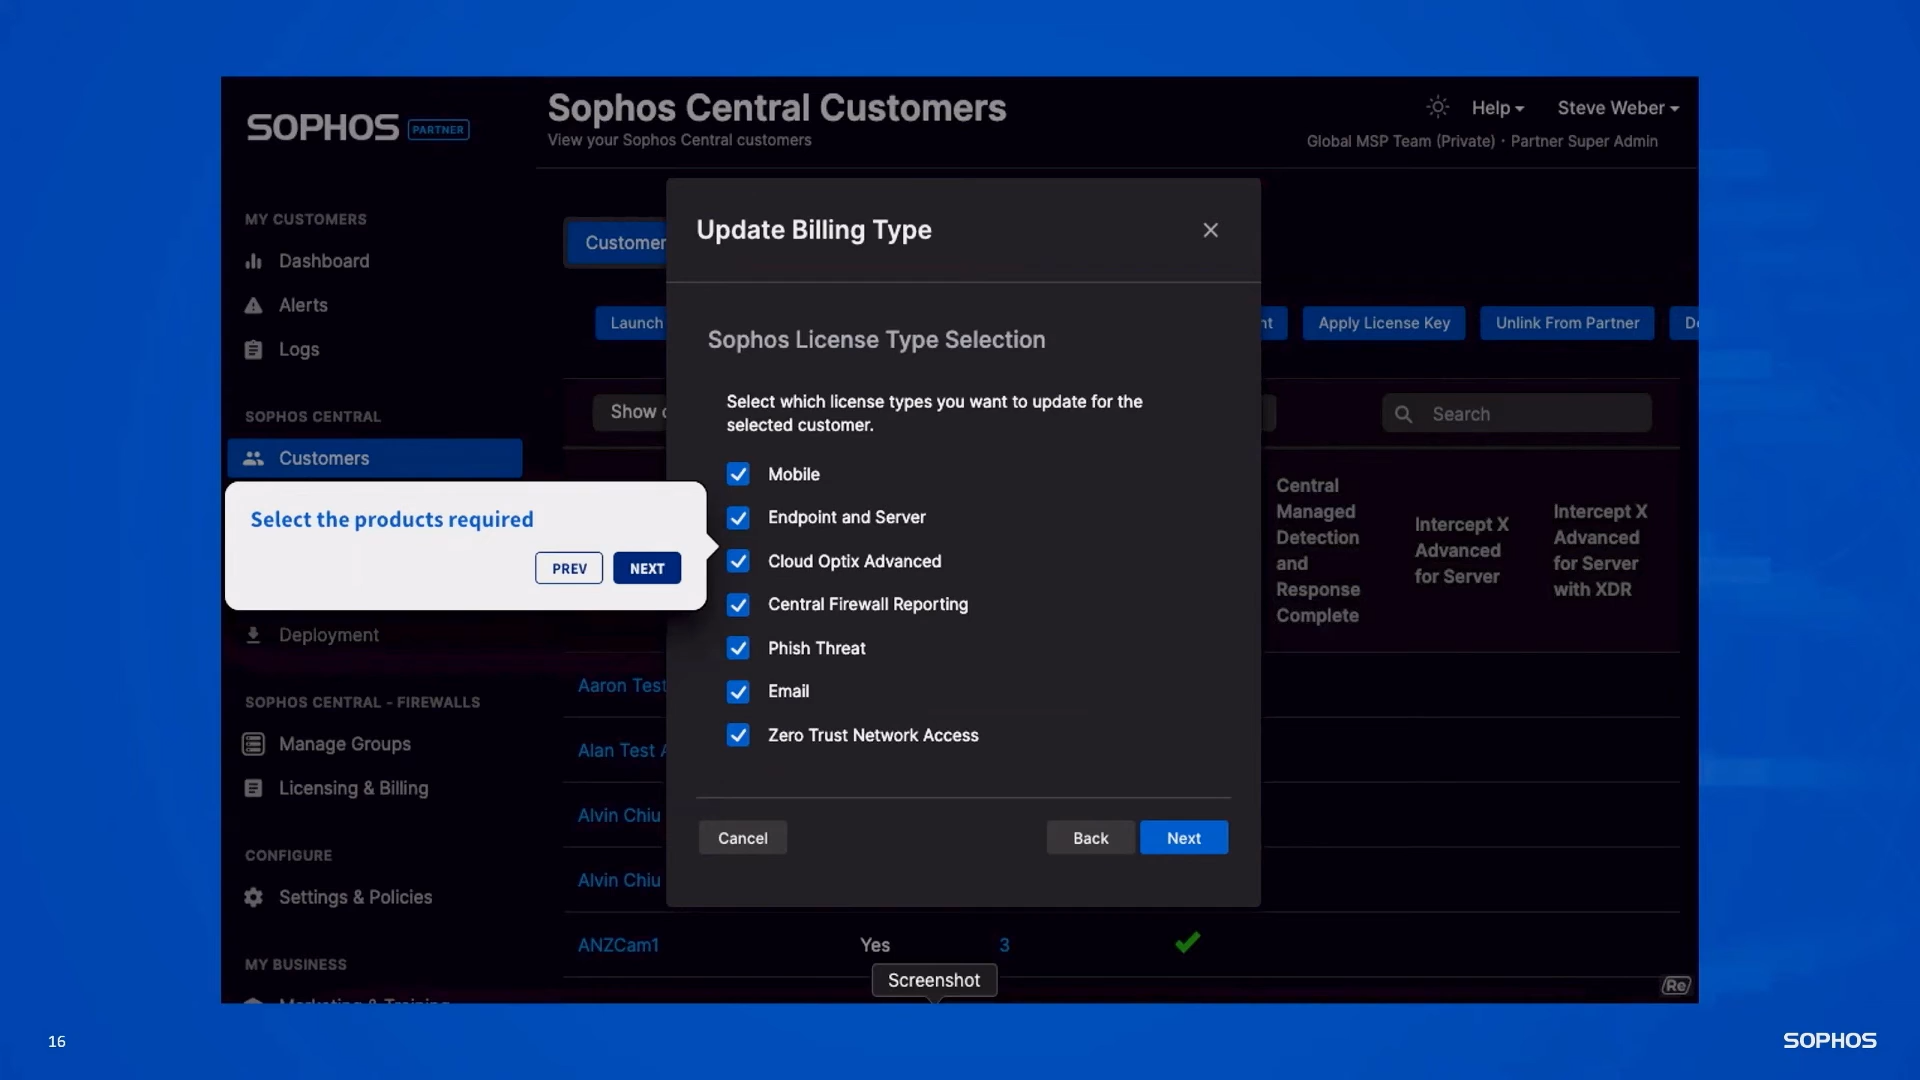 SOPHOS PARTNER
Sophos Central Customers
View your Sophos Central customers
Help
Steve Weber
Global MSP Team (Private) · Partner Super Admin
MY CUSTOMERS
Dashboard
Alerts
Logs
SOPHOS CENTRAL
Customers
Select the products required
PREV
NEXT
Deployment
SOPHOS CENTRAL - FIREWALLS
Manage Groups
Licensing & Billing
CONFIGURE
Settings & Policies
MY BUSINESS
Marketing & Training
Customer
Launch
nt
Apply License Key
Unlink From Partner
De
Show
Search
Central
Managed
Detection
and
Response
Complete
Intercept X
Advanced
for Server
Intercept X
Advanced
for Server
with XDR
Update Billing Type
Sophos License Type Selection
Select which license types you want to update for the
selected customer.
Mobile
Endpoint and Server
Cloud Optix Advanced
Central Firewall Reporting
Phish Threat
Email
Zero Trust Network Access
Cancel
Back
Next
Aaron Test
Alan Test A
Alvin Chiu
Alvin Chiu
ANZCam1
Yes
3
Screenshot
Re
16
SOPHOS